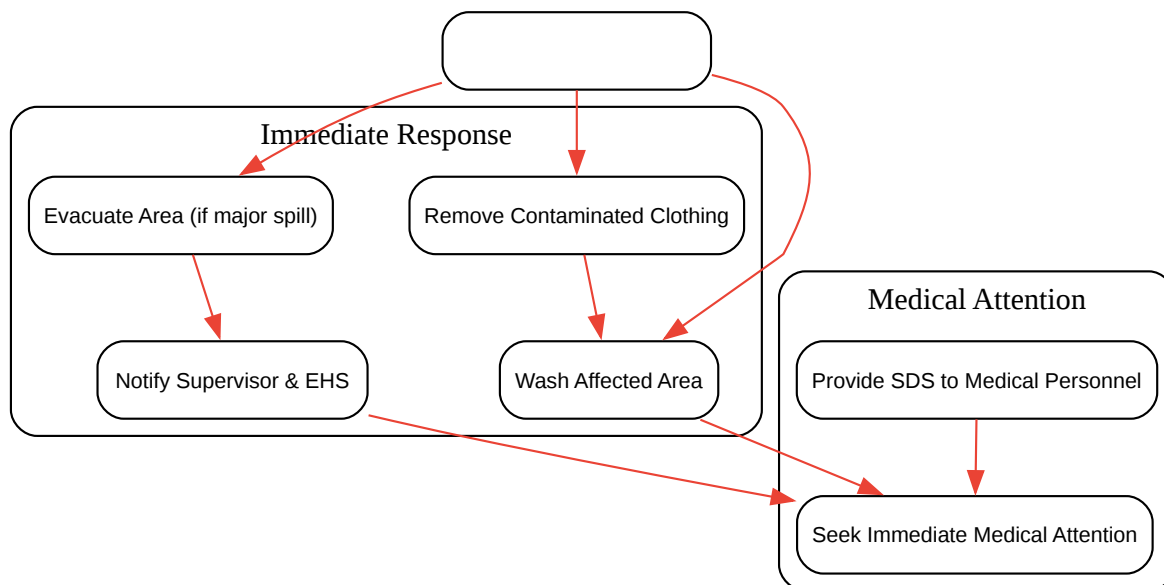 Immediate Response
Evacuate Area (if major spill)
Remove Contaminated Clothing
Notify Supervisor & EHS
Wash Affected Area
Medical Attention
Provide SDS to Medical Personnel
Seek Immediate Medical Attention